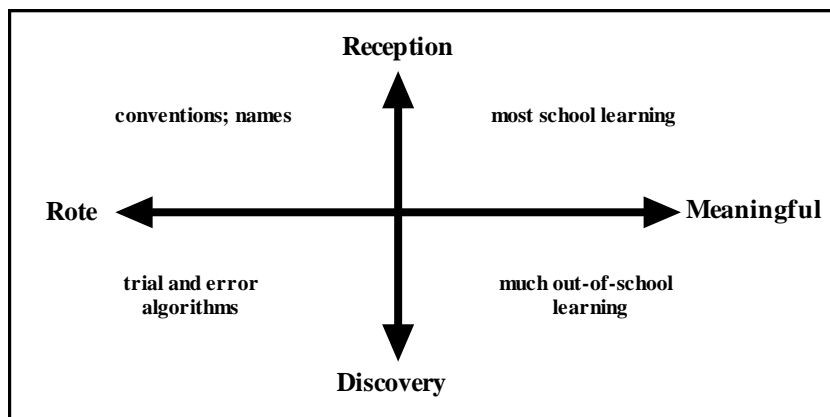 Reception
conventions; names
most school learning
Rote
Meaningful
trial and error
algorithms
much out-of-school
learning
Discovery